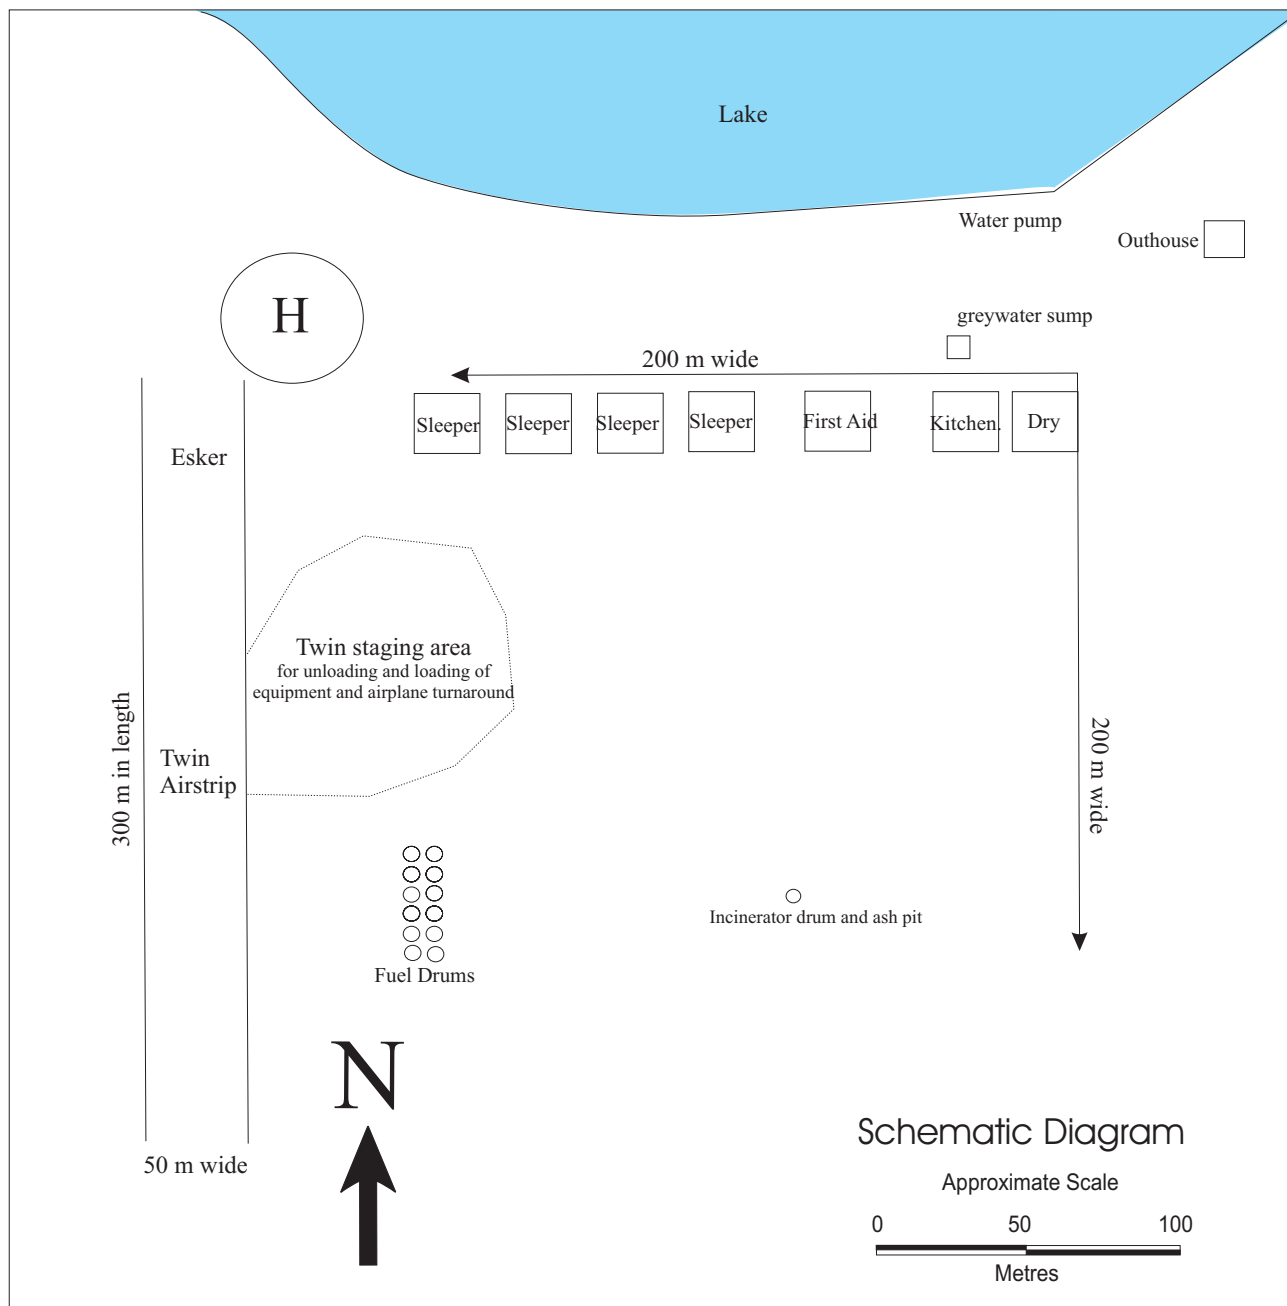 Lake
Water pump
Outhouse
H
greywater sump
200 m wide
Sleeper
Sleeper
Sleeper
Sleeper
First Aid
Kitchen.
Dry
Esker
Twin staging area
for unloading and loading of
equipment and airplane turnaround
300 m in length
Twin
Airstrip
200 m wide
Incinerator drum and ash pit
Fuel Drums
N
50 m wide
Schematic Diagram
Approximate Scale
0 50 100
Metres